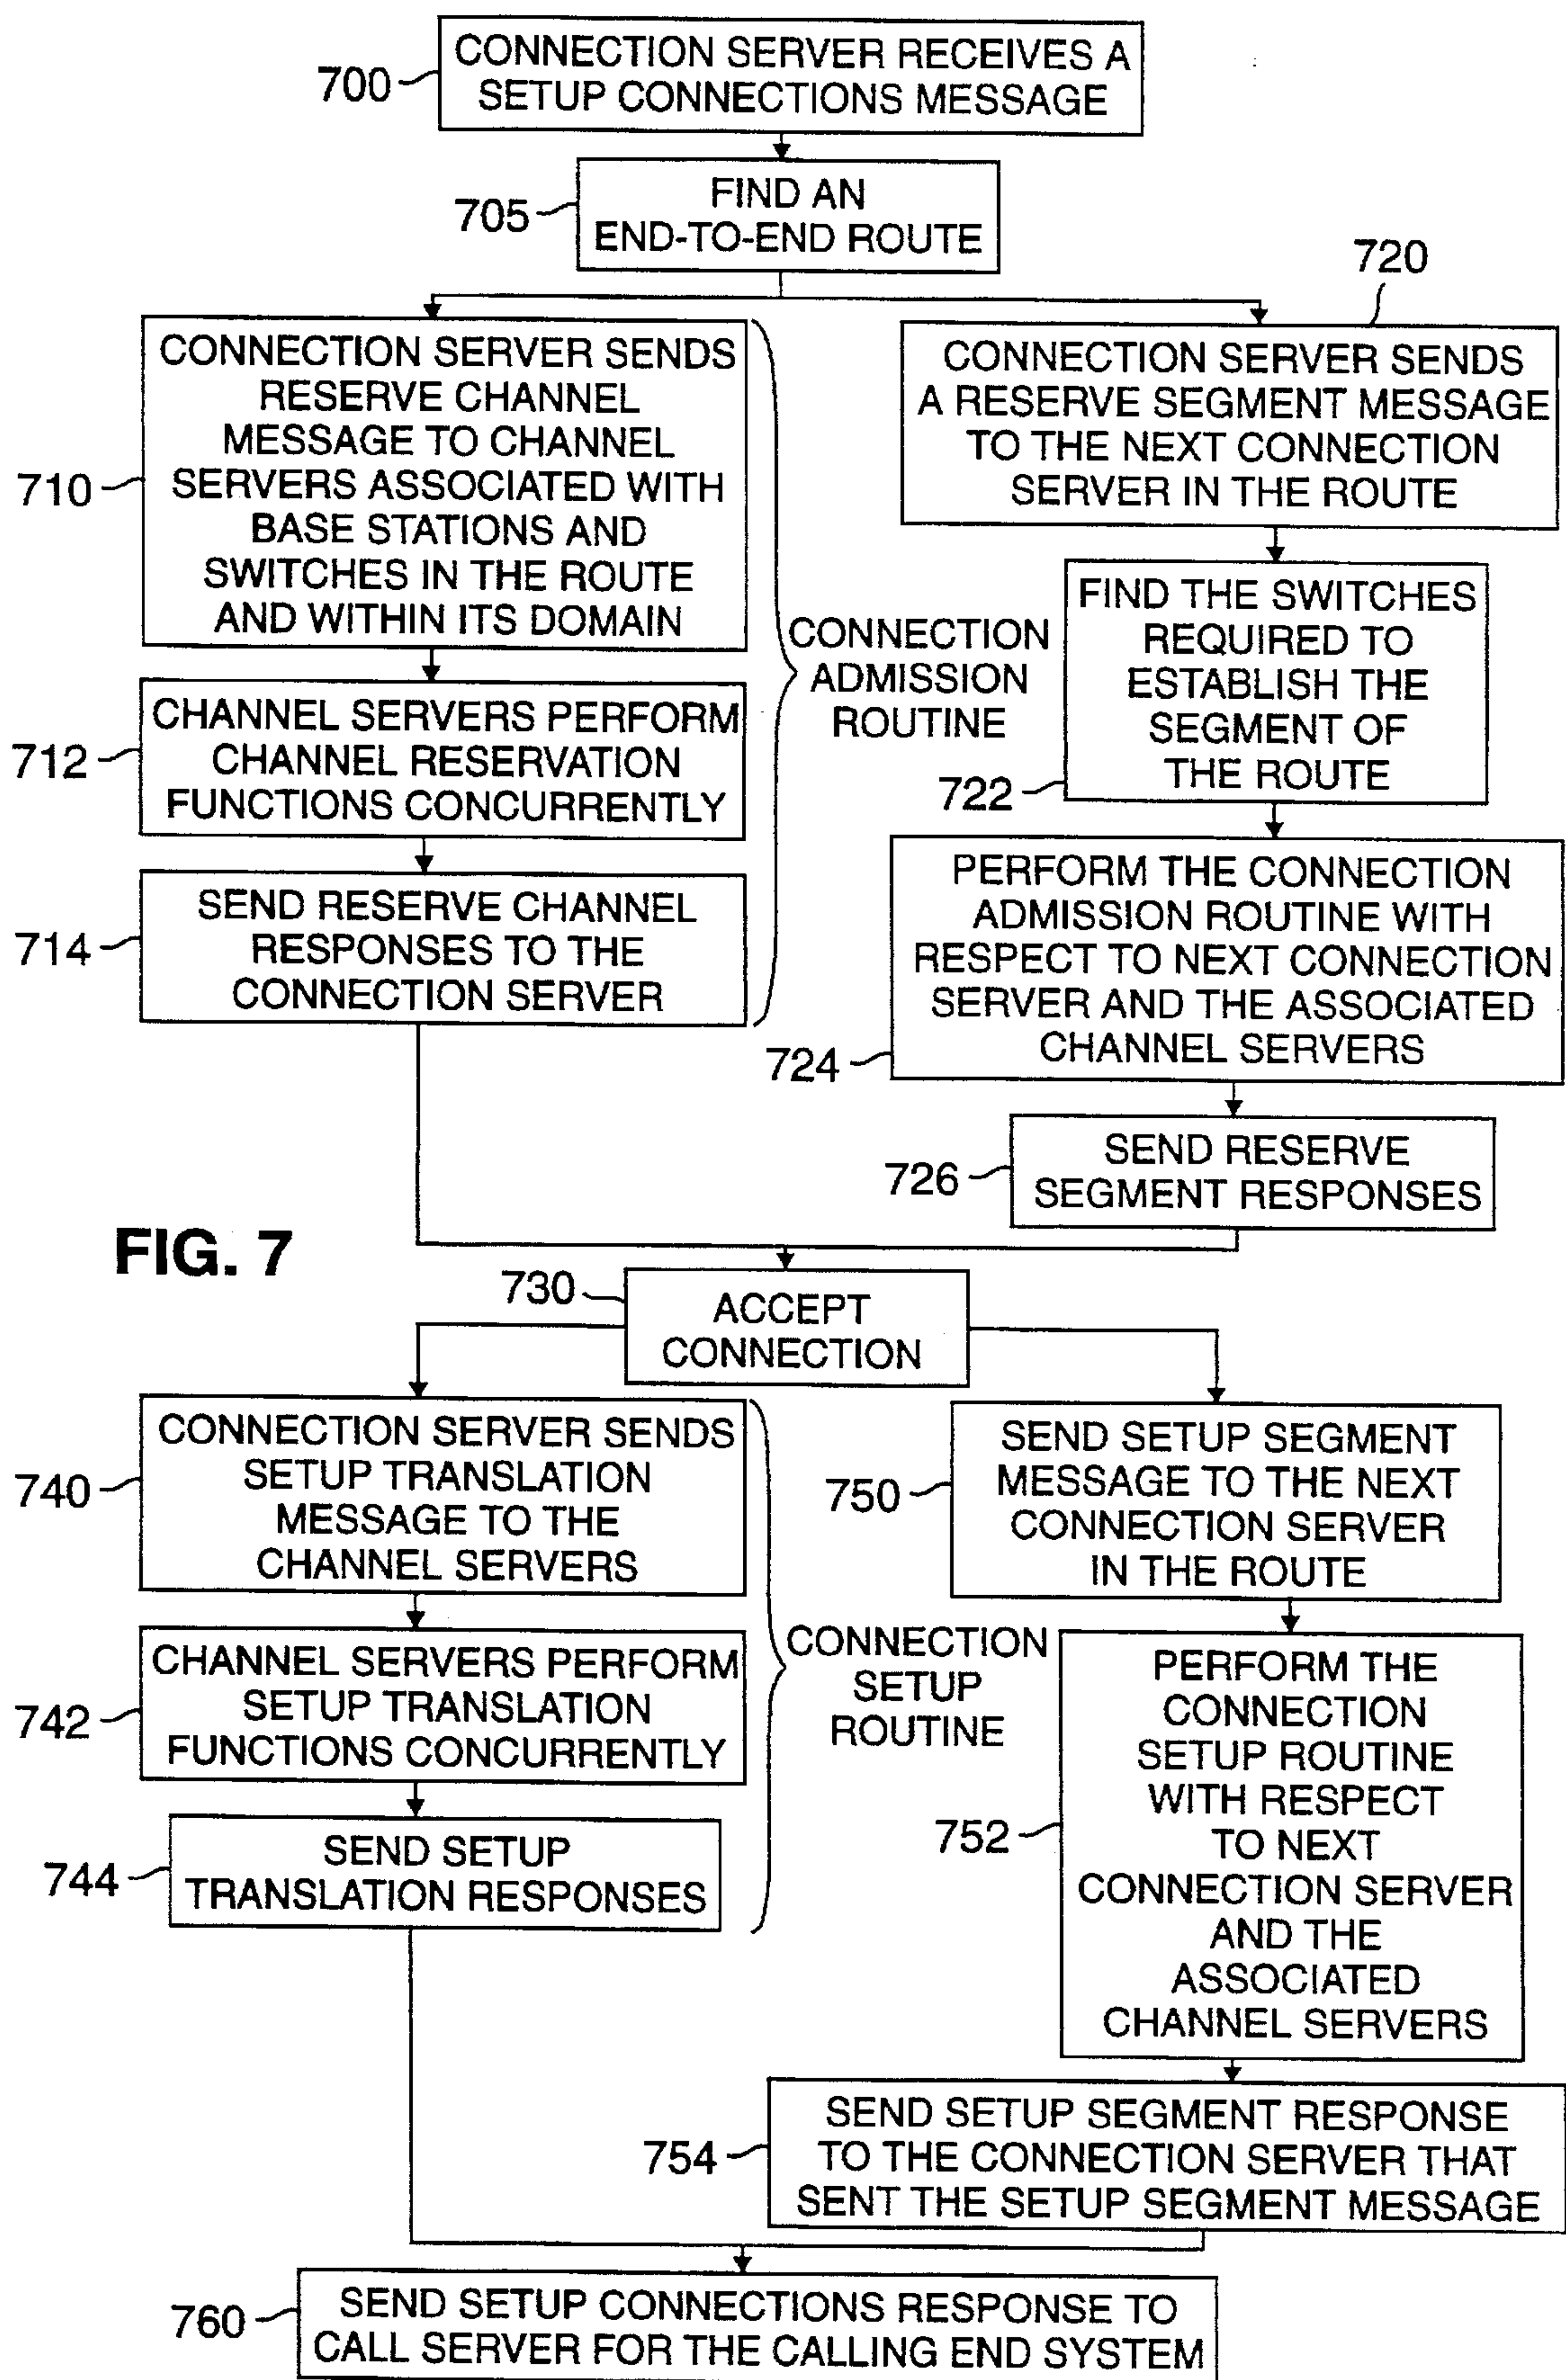 CONNECTION SERVER RECEIVES A
SETUP CONNECTIONS MESSAGE
700
FIND AN
END-TO-END ROUTE
705
CONNECTION SERVER SENDS
RESERVE CHANNEL
MESSAGE TO CHANNEL
SERVERS ASSOCIATED WITH
BASE STATIONS AND
SWITCHES IN THE ROUTE
AND WITHIN ITS DOMAIN
710
CHANNEL SERVERS PERFORM
CHANNEL RESERVATION
FUNCTIONS CONCURRENTLY
712
SEND RESERVE CHANNEL
RESPONSES TO THE
CONNECTION SERVER
714
CONNECTION
ADMISSION
ROUTINE
720
CONNECTION SERVER SENDS
A RESERVE SEGMENT MESSAGE
TO THE NEXT CONNECTION
SERVER IN THE ROUTE
FIND THE SWITCHES
REQUIRED TO
ESTABLISH THE
SEGMENT OF
THE ROUTE
722
PERFORM THE CONNECTION
ADMISSION ROUTINE WITH
RESPECT TO NEXT CONNECTION
SERVER AND THE ASSOCIATED
CHANNEL SERVERS
724
SEND RESERVE
SEGMENT RESPONSES
726
FIG. 7
730
ACCEPT
CONNECTION
CONNECTION SERVER SENDS
SETUP TRANSLATION
MESSAGE TO THE
CHANNEL SERVERS
740
CHANNEL SERVERS PERFORM
SETUP TRANSLATION
FUNCTIONS CONCURRENTLY
742
SEND SETUP
TRANSLATION RESPONSES
744
CONNECTION
SETUP
ROUTINE
SEND SETUP SEGMENT
MESSAGE TO THE NEXT
CONNECTION SERVER
IN THE ROUTE
750
PERFORM THE
CONNECTION
SETUP ROUTINE
WITH RESPECT
TO NEXT
CONNECTION SERVER
AND THE
ASSOCIATED
CHANNEL SERVERS
752
SEND SETUP SEGMENT RESPONSE
TO THE CONNECTION SERVER THAT
SENT THE SETUP SEGMENT MESSAGE
754
SEND SETUP CONNECTIONS RESPONSE TO
CALL SERVER FOR THE CALLING END SYSTEM
760